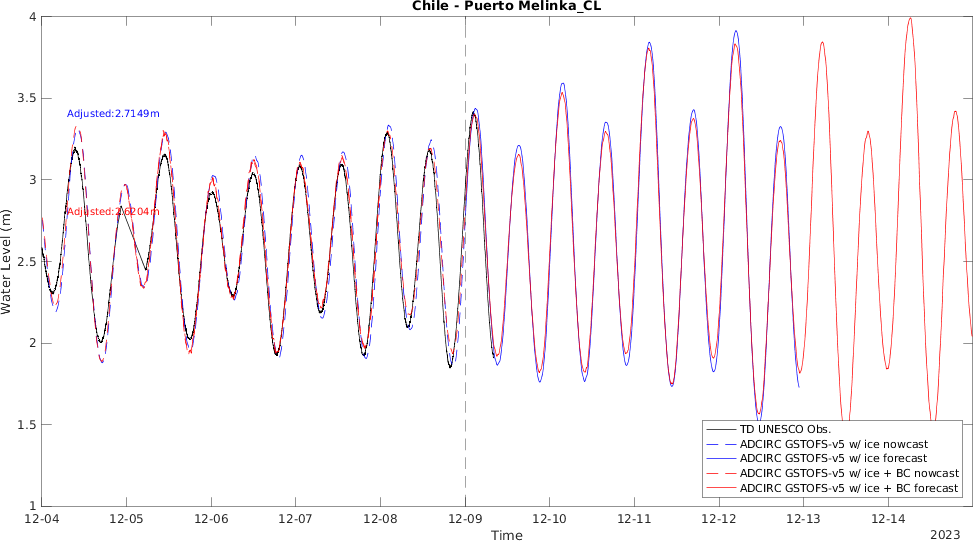 Chile - Puerto Melinka_CL
4
3.5
3
2.5
2
1.5
1
Water Level (m)
Adjusted:2.7149m
Adjusted:2.6204m
TD UNESCO Obs.
ADCIRC GSTOFS-v5 w/ ice nowcast
ADCIRC GSTOFS-v5 w/ ice forecast
ADCIRC GSTOFS-v5 w/ ice + BC nowcast
ADCIRC GSTOFS-v5 w/ ice + BC forecast
12-04 12-05 12-06 12-07 12-08 12-09 12-10 12-11 12-12 12-13 12-14
Time
2023